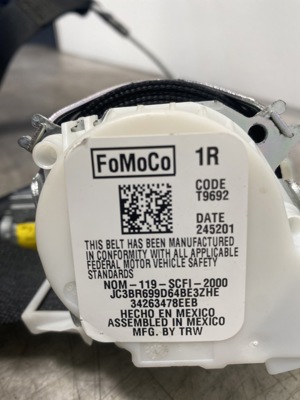 FoMoCo 1R
CODE
T9692
DATE
245201
THIS BELT HAS BEEN MANUFACTURED
IN CONFORMITY WITH ALL APPLICABLE
FEDERAL MOTOR VEHICLE SAFETY
STANDARDS
NOM-119-SCFI-2000
JC3BR699D64BE3ZHE
34263478EEB
HECHO EN MEXICO
ASSEMBLED IN MEXICO
MFG. BY TRW